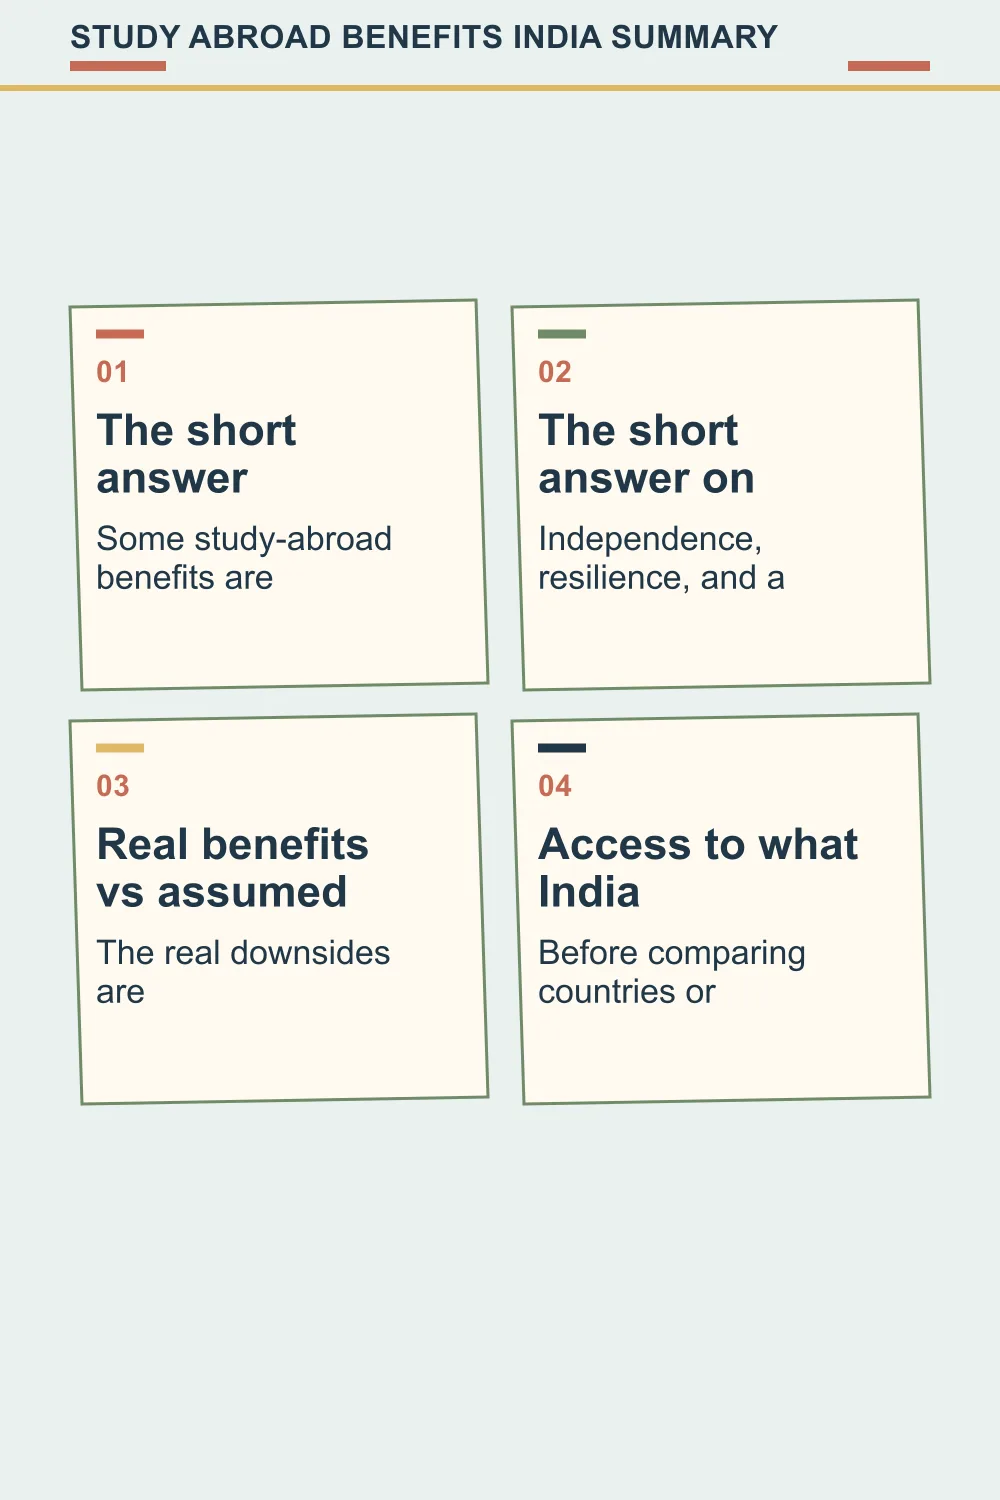 STUDY ABROAD BENEFITS INDIA SUMMARY
01
The short
answer
Some study-abroad
benefits are
02
The short
answer on
Independence,
resilience, and a
03
Real benefits
vs assumed
The real downsides
are
04
Access to what
India
Before comparing
countries or